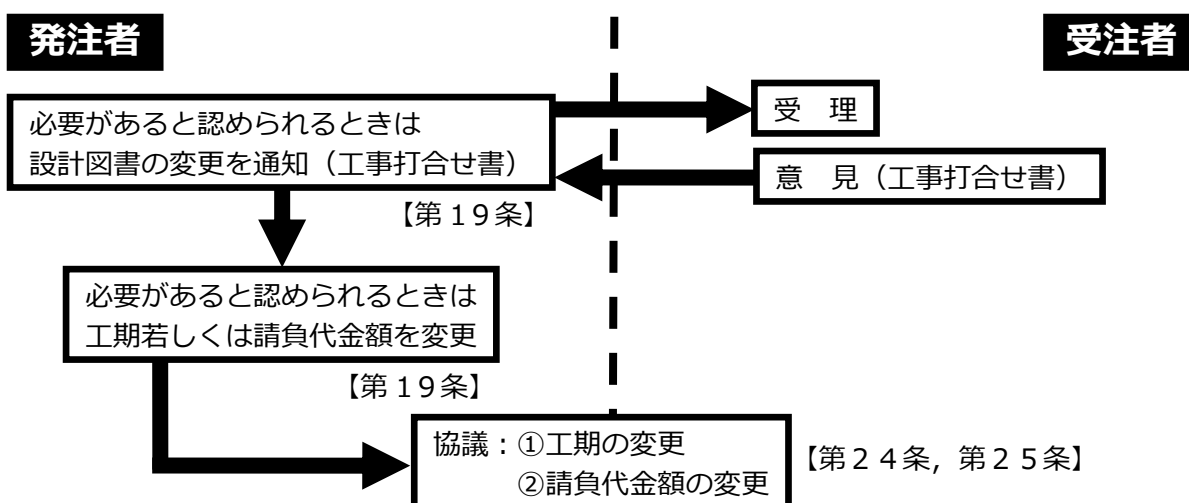 発注者
受注者
必要があると認められるときは
設計図書の変更を通知（工事打合せ書）
受　理
意　見（工事打合せ書）
【第１９条】
必要があると認められるときは
工期若しくは請負代金額を変更
【第１９条】
協議：①工期の変更
②請負代金額の変更
【第２４条，第２５条】